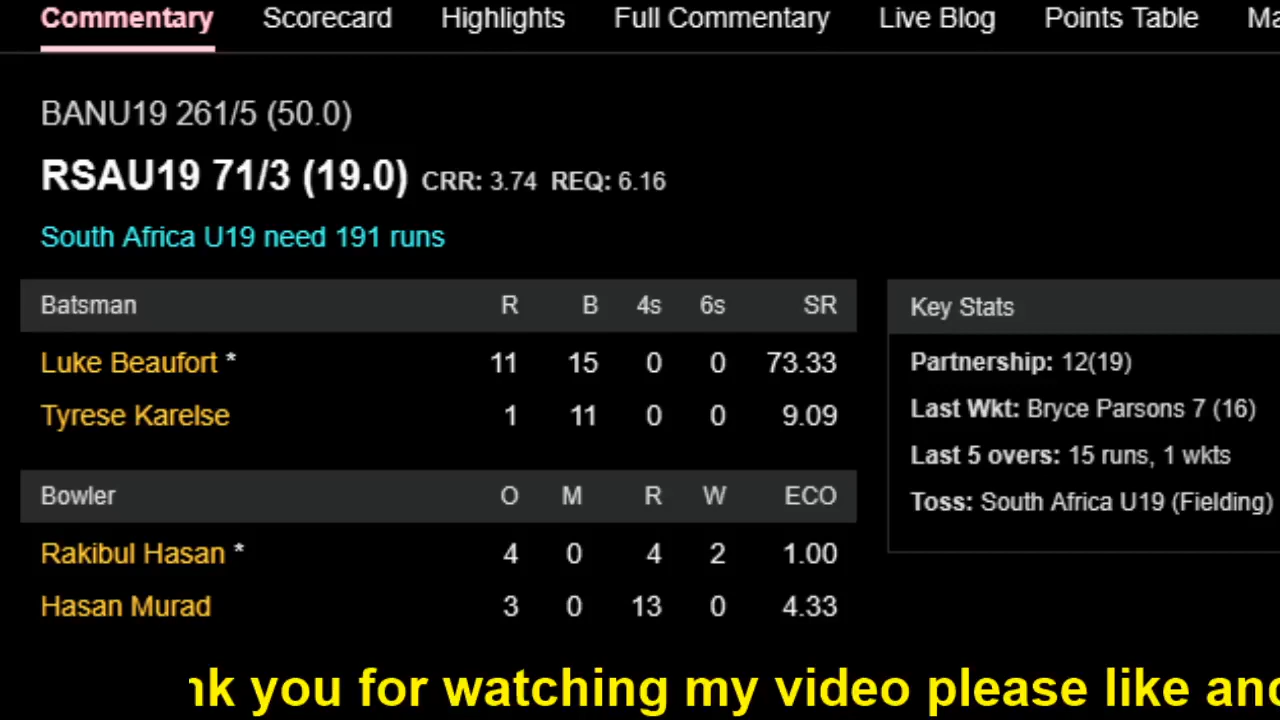 Commentary Scorecard Highlights Full Commentary Live Blog Points Table
BANU19 261/5 (50.0)
RSAU19 71/3 (19.0) CRR: 3.74 REQ: 6.16
South Africa U19 need 191 runs
Batsman R B 4s 6s SR
Luke Beaufort * 11 15 0 0 73.33
Tyrese Karelse 1 11 0 0 9.09
Bowler O M R W ECO
Rakibul Hasan * 4 0 4 2 1.00
Hasan Murad 3 0 13 0 4.33
Key Stats
Partnership: 12(19)
Last Wkt: Bryce Parsons 7 (16)
Last 5 overs: 15 runs, 1 wkts
Toss: South Africa U19 (Fielding)
nk you for watching my video please like and